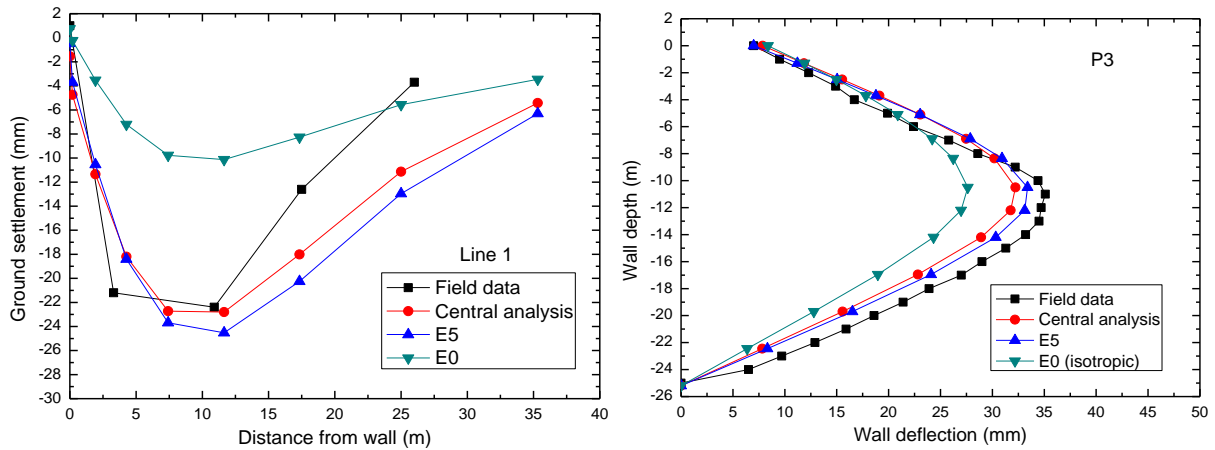 2
0
-2
-4
-6
-8
-10
-12
-14
-16
-18
-20
-22
-24
-26
-28
-30
Ground settlement (mm)
0 5 10 15 20 25 30 35 40
Distance from wall (m)
Line 1
Field data
Central analysis
E5
E0
2
0
-2
-4
-6
-8
-10
-12
-14
-16
-18
-20
-22
-24
-26
Wall depth (m)
0 5 10 15 20 25 30 35 40 45 50
Wall deflection (mm)
P3
Field data
Central analysis
E5
E0 (isotropic)